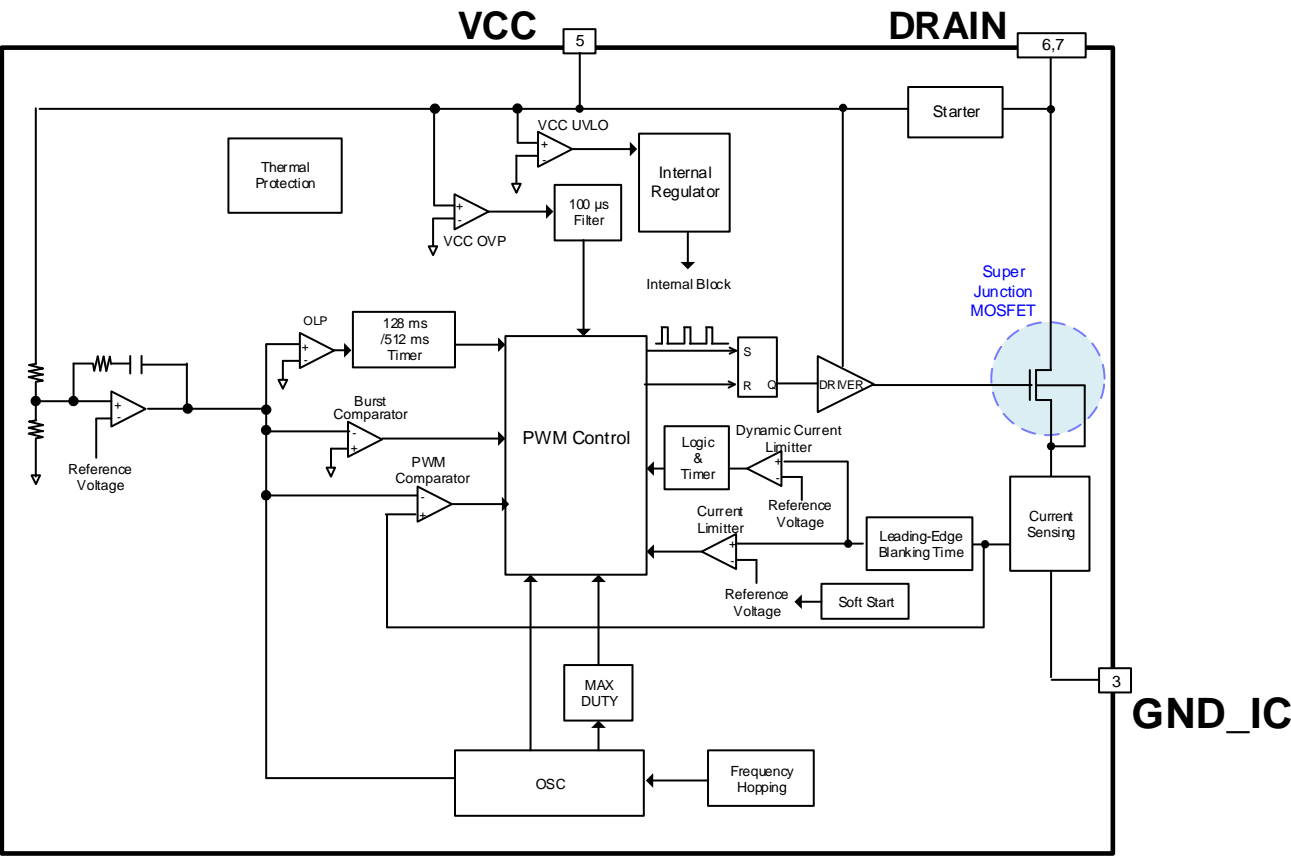 VCC
DRAIN
5
6,7
Starter
VCC UVLO
+
-
Thermal
Protection
Internal
Regulator
100 µs
Filter
+
-
VCC OVP
Internal Block
Super
Junction
MOSFET
OLP
128 ms
/512 ms
Timer
+
-
S
R
Q
DRIVER
Burst
Comparator
+
-
-
+
Reference
Voltage
PWM Control
PWM
Comparator
-
+
Logic
&
Timer
Dynamic Current
Limitter
+
-
Reference
Voltage
Current
Limitter
+
-
Leading-Edge
Blanking Time
Current
Sensing
Reference
Voltage
Soft Start
MAX
DUTY
3
GND_IC
OSC
Frequency
Hopping